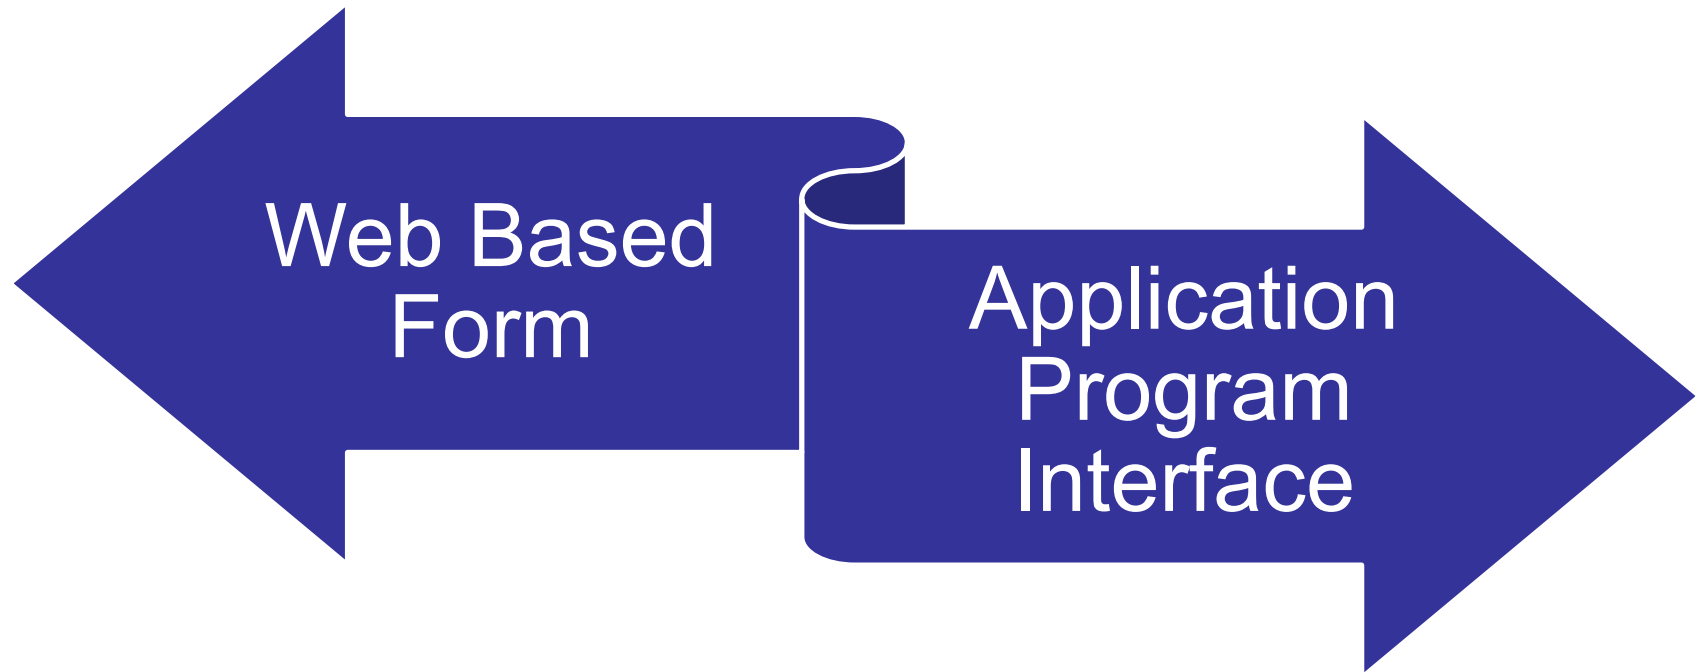 Web Based
Form
Application
Program
Interface